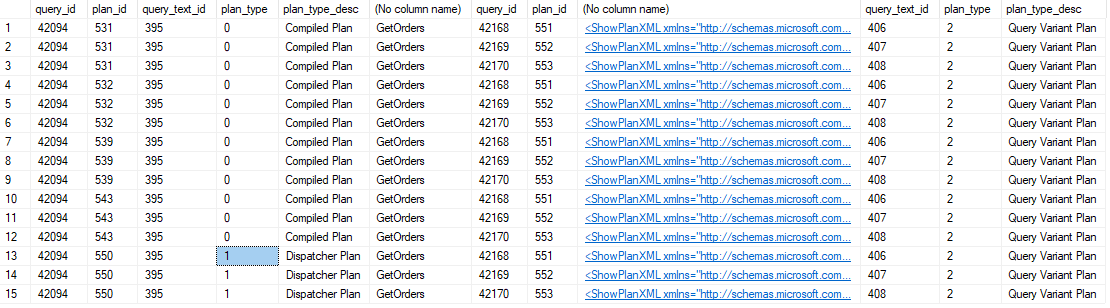 query_id plan_id query_text_id plan_type plan_type_desc (No column name) query_id plan_id (No column name) query_text_id plan_type plan_type_desc
1 42094 531 395 0 Compiled Plan GetOrders 42168 551 <ShowPlanXML xmlns="http://schemas.microsoft.com... 406 2 Query Variant Plan
2 42094 531 395 0 Compiled Plan GetOrders 42169 552 <ShowPlanXML xmlns="http://schemas.microsoft.com... 407 2 Query Variant Plan
3 42094 531 395 0 Compiled Plan GetOrders 42170 553 <ShowPlanXML xmlns="http://schemas.microsoft.com... 408 2 Query Variant Plan
4 42094 532 395 0 Compiled Plan GetOrders 42168 551 <ShowPlanXML xmlns="http://schemas.microsoft.com... 406 2 Query Variant Plan
5 42094 532 395 0 Compiled Plan GetOrders 42169 552 <ShowPlanXML xmlns="http://schemas.microsoft.com... 407 2 Query Variant Plan
6 42094 532 395 0 Compiled Plan GetOrders 42170 553 <ShowPlanXML xmlns="http://schemas.microsoft.com... 408 2 Query Variant Plan
7 42094 539 395 0 Compiled Plan GetOrders 42168 551 <ShowPlanXML xmlns="http://schemas.microsoft.com... 406 2 Query Variant Plan
8 42094 539 395 0 Compiled Plan GetOrders 42169 552 <ShowPlanXML xmlns="http://schemas.microsoft.com... 407 2 Query Variant Plan
9 42094 539 395 0 Compiled Plan GetOrders 42170 553 <ShowPlanXML xmlns="http://schemas.microsoft.com... 408 2 Query Variant Plan
10 42094 543 395 0 Compiled Plan GetOrders 42168 551 <ShowPlanXML xmlns="http://schemas.microsoft.com... 406 2 Query Variant Plan
11 42094 543 395 0 Compiled Plan GetOrders 42169 552 <ShowPlanXML xmlns="http://schemas.microsoft.com... 407 2 Query Variant Plan
12 42094 543 395 0 Compiled Plan GetOrders 42170 553 <ShowPlanXML xmlns="http://schemas.microsoft.com... 408 2 Query Variant Plan
13 42094 550 395 1 Dispatcher Plan GetOrders 42168 551 <ShowPlanXML xmlns="http://schemas.microsoft.com... 406 2 Query Variant Plan
14 42094 550 395 1 Dispatcher Plan GetOrders 42169 552 <ShowPlanXML xmlns="http://schemas.microsoft.com... 407 2 Query Variant Plan
15 42094 550 395 1 Dispatcher Plan GetOrders 42170 553 <ShowPlanXML xmlns="http://schemas.microsoft.com... 408 2 Query Variant Plan